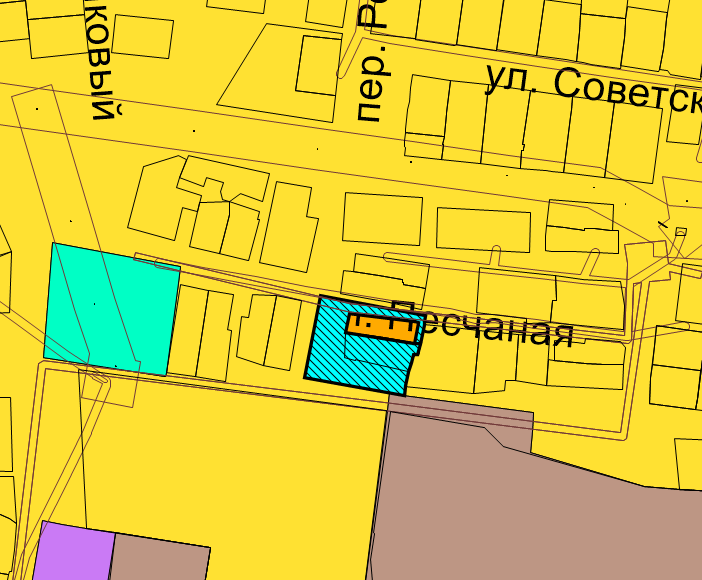 ковый
пер. Р
ул. Советск
Песчаная